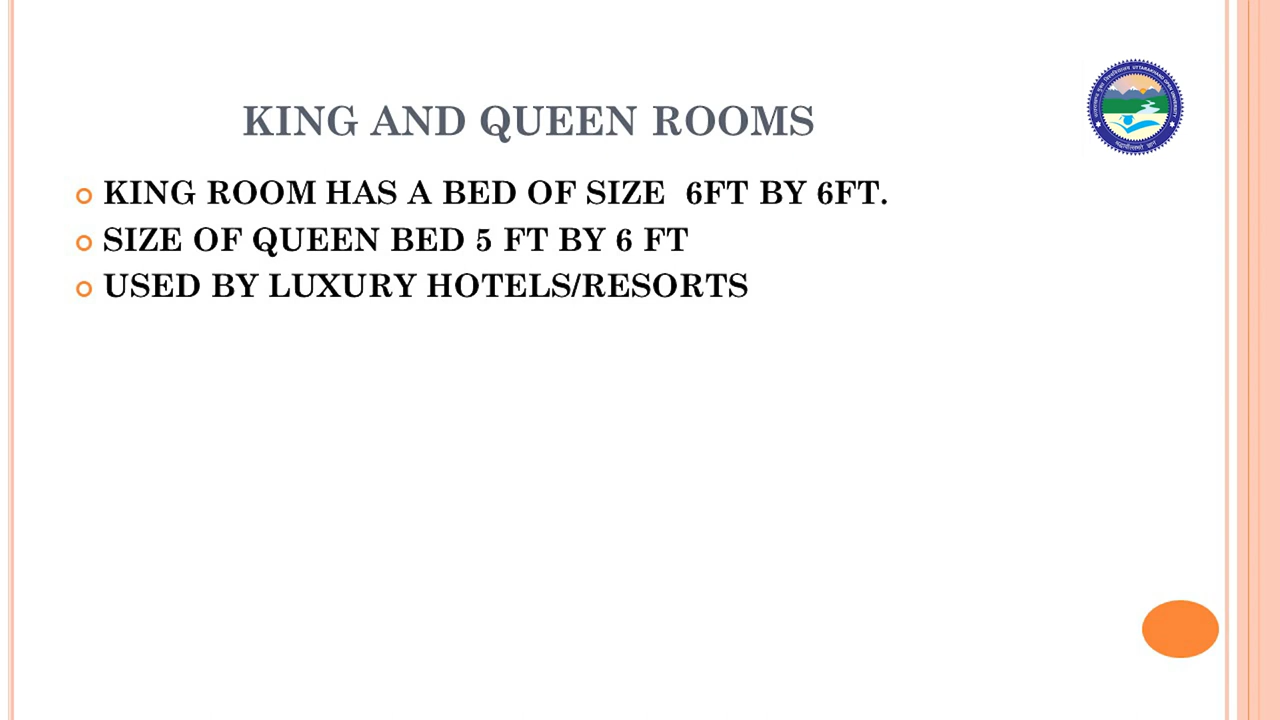 KING AND QUEEN ROOMS
KING ROOM HAS A BED OF SIZE 6FT BY 6FT.
SIZE OF QUEEN BED 5 FT BY 6 FT
USED BY LUXURY HOTELS/RESORTS